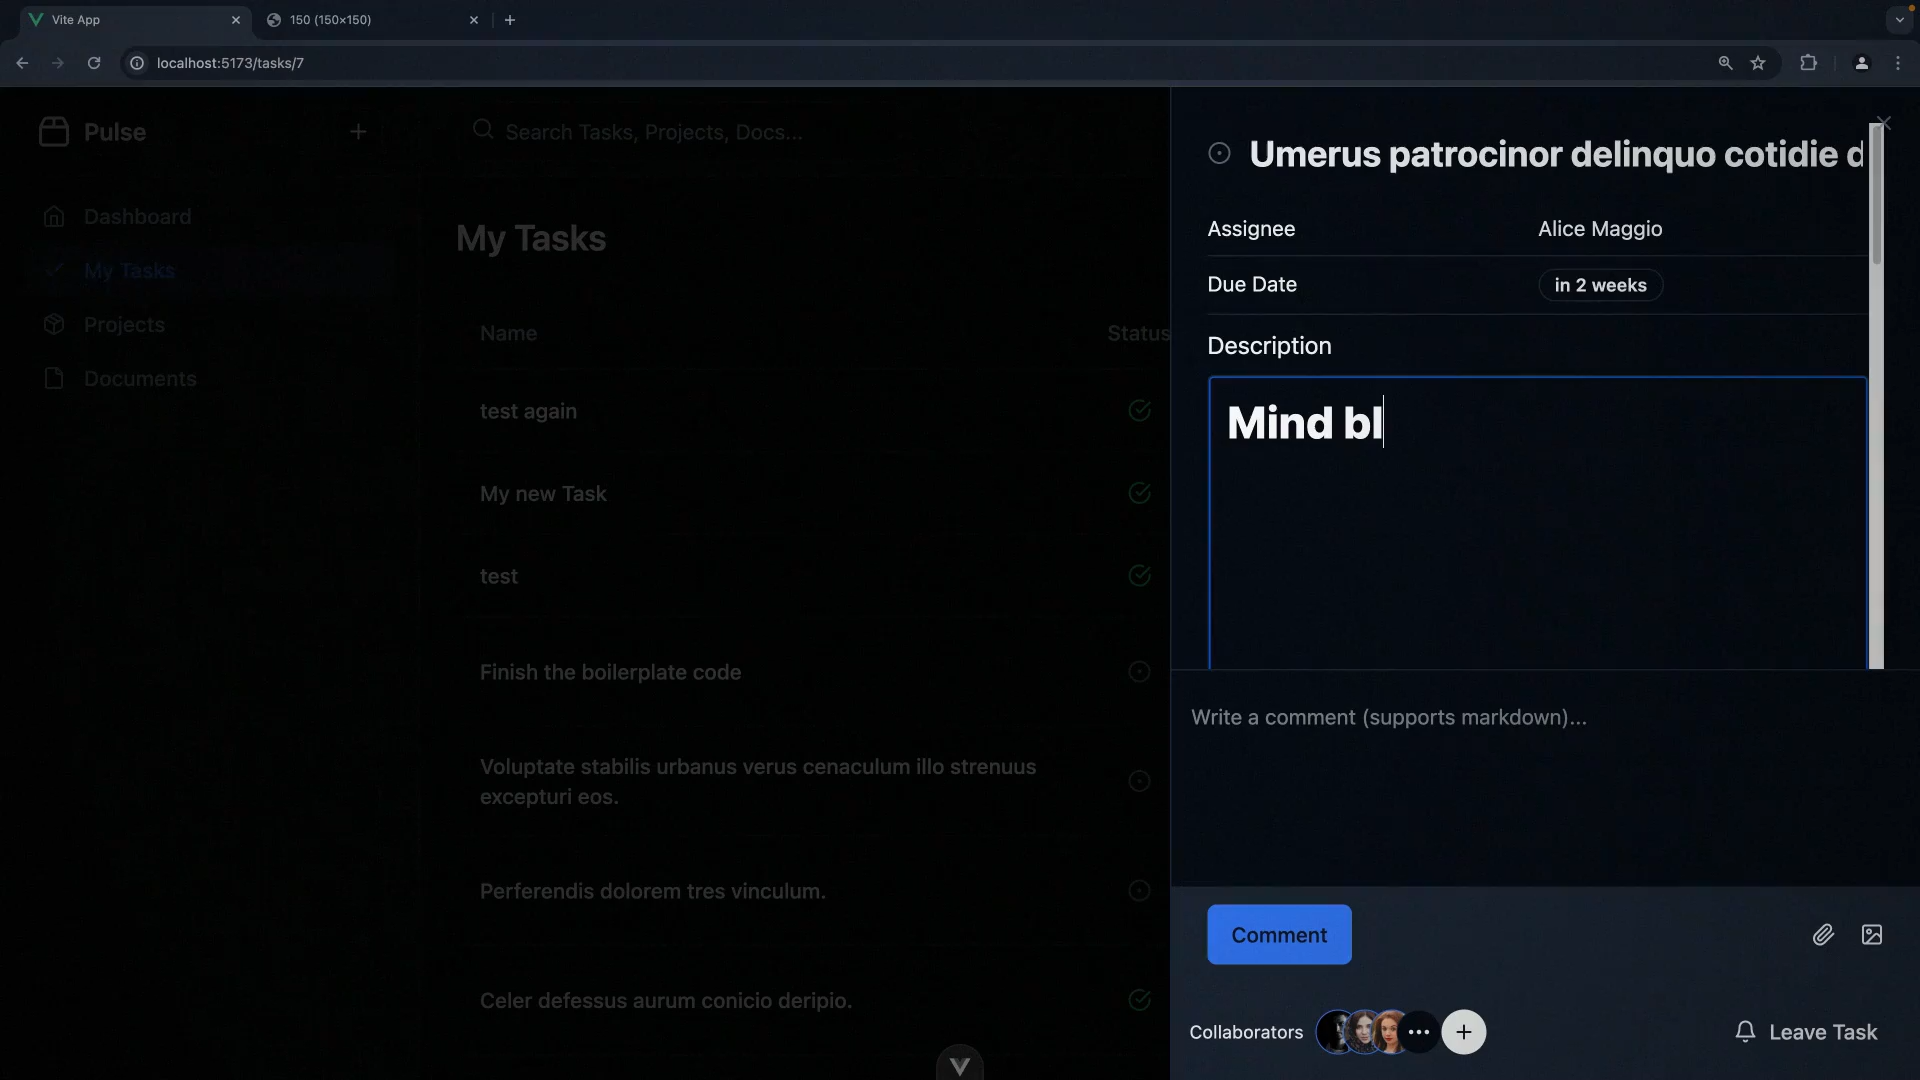 Vite App
150 (150×150)
localhost:5173/tasks/7
Pulse
Search Tasks, Projects, Docs...
Dashboard
My Tasks
Projects
Documents
My Tasks
Name
Status
test again
My new Task
test
Finish the boilerplate code
Voluptate stabilis urbanus verus cenaculum illo strenuus
excepturi eos.
Perferendis dolorem tres vinculum.
Celer defessus aurum conicio deripio.
Umerus patrocinor delinquo cotidie d
Assignee
Alice Maggio
Due Date
in 2 weeks
Description
Mind bl
Write a comment (supports markdown)...
Comment
Collaborators
Leave Task